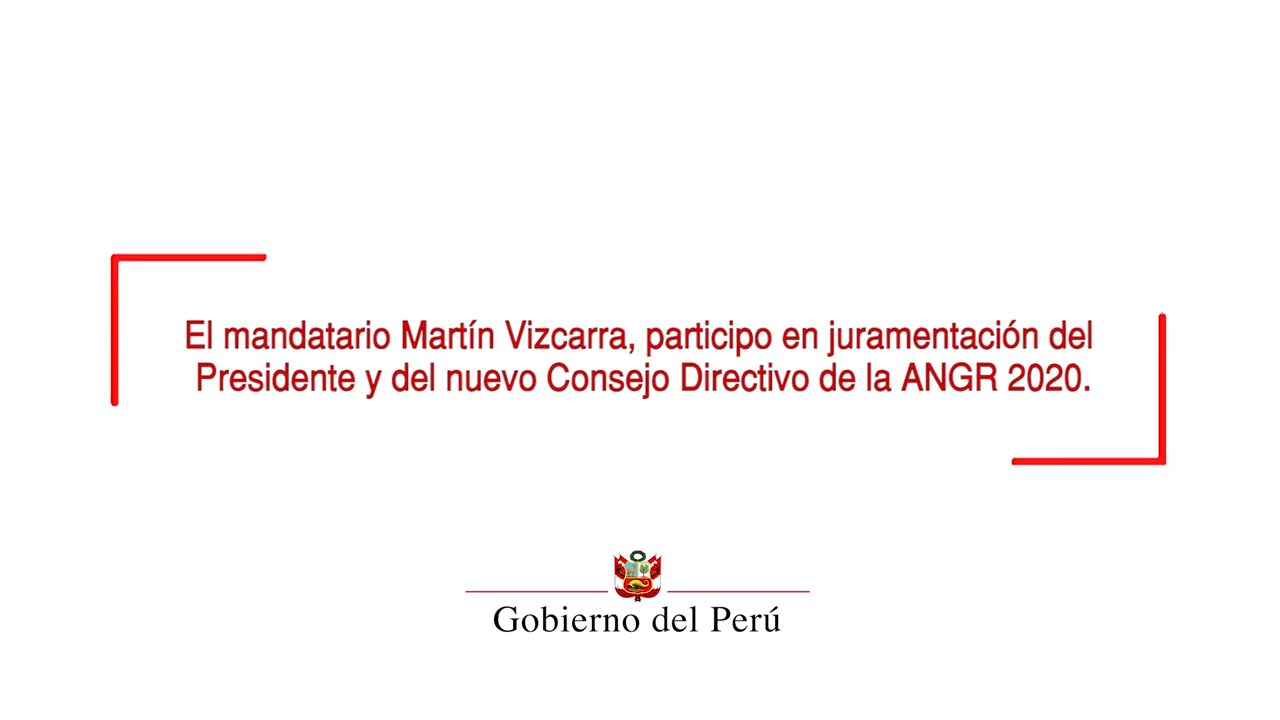 El mandatario Martín Vizcarra, participo en juramentación del
Presidente y del nuevo Consejo Directivo de la ANGR 2020.
Gobierno del Perú